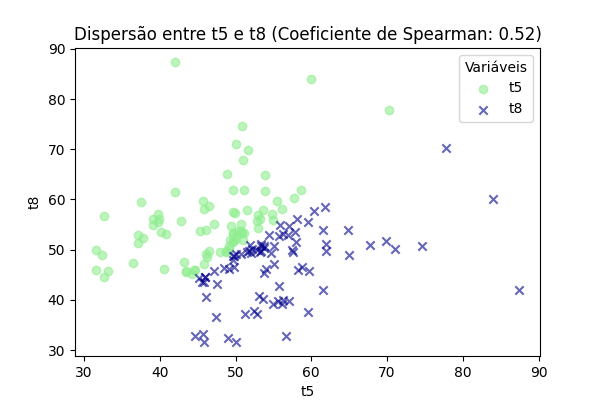 Dispersão entre t5 e t8 (Coeficiente de Spearman: 0.52)
90
80
70
60
50
40
30
t8
Variáveis
t5
t8
30 40 50 60 70 80 90
t5